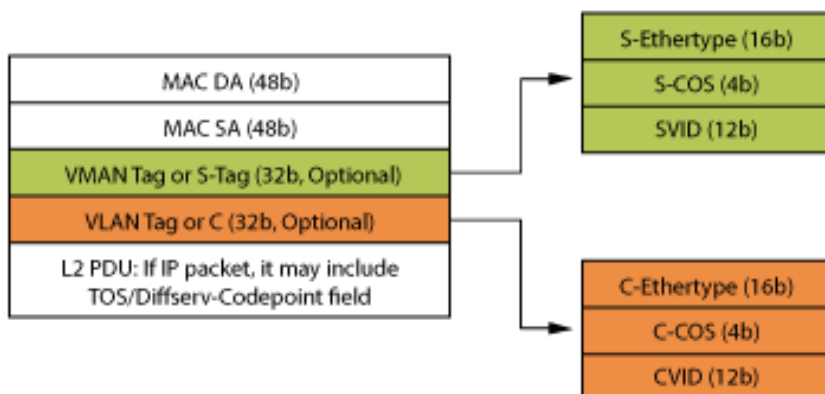 MAC DA (48b)
MAC SA (48b)
VMAN Tag or S-Tag (32b, Optional)
VLAN Tag or C (32b, Optional)
L2 PDU: If IP packet, it may include
TOS/Diffserv-Codepoint field
S-Ethertype (16b)
S-COS (4b)
SVID (12b)
C-Ethertype (16b)
C-COS (4b)
CVID (12b)